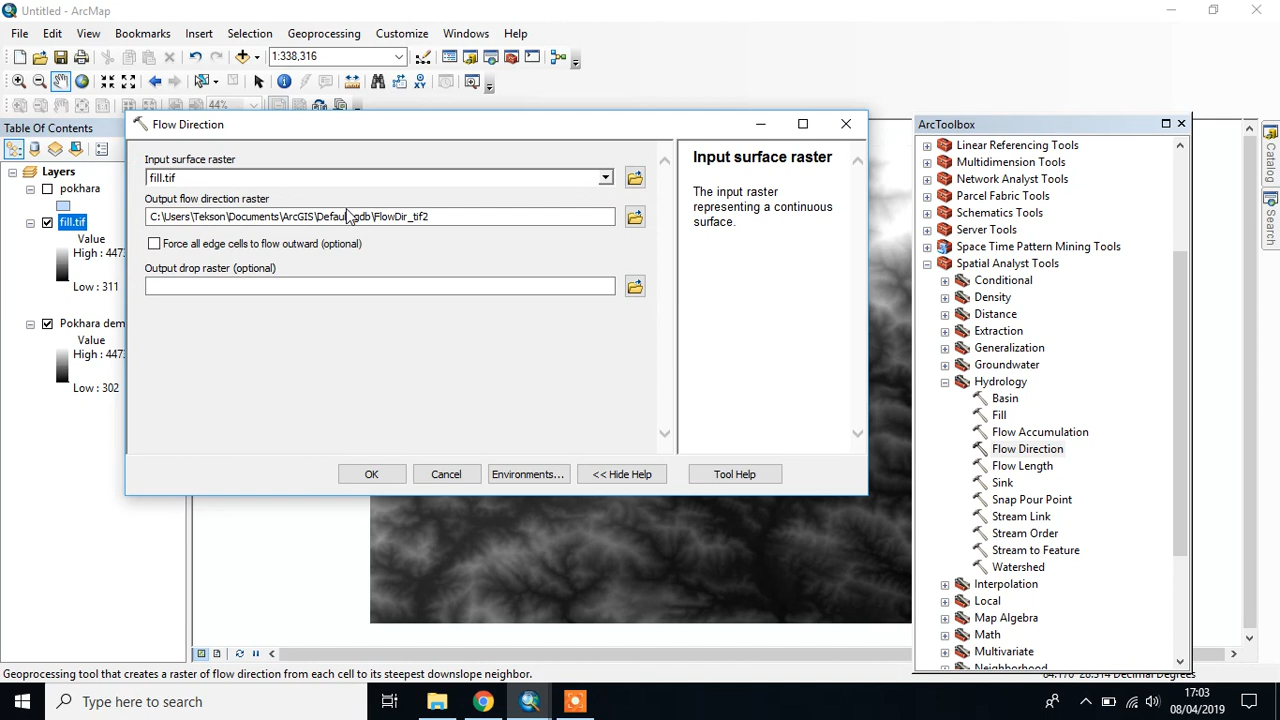 Untitled - ArcMap
File Edit View Bookmarks Insert Selection Geoprocessing Customize Windows Help
1:338,316
44%
Table Of Contents
Layers
pokhara
fill.tif
Value
High : 447
Low : 311
Pokhara dem
Value
High : 447
Low : 302
Flow Direction
Input surface raster
fill.tif
Output flow direction raster
C:\Users\Tekson\Documents\ArcGIS\Default.gdb\FlowDir_tif2
Force all edge cells to flow outward (optional)
Output drop raster (optional)
OK
Cancel
Environments...
<< Hide Help
Tool Help
Input surface raster
The input raster
representing a continuous
surface.
ArcToolbox
Linear Referencing Tools
Multidimension Tools
Network Analyst Tools
Parcel Fabric Tools
Schematics Tools
Server Tools
Space Time Pattern Mining Tools
Spatial Analyst Tools
Conditional
Density
Distance
Extraction
Generalization
Groundwater
Hydrology
Basin
Fill
Flow Accumulation
Flow Direction
Flow Length
Sink
Snap Pour Point
Stream Link
Stream Order
Stream to Feature
Watershed
Interpolation
Local
Map Algebra
Math
Multivariate
Neighborhood
Catalog
Search
Geoprocessing tool that creates a raster of flow direction from each cell to its steepest downslope neighbor.
Decimal Degrees
Type here to search
17:03
08/04/2019